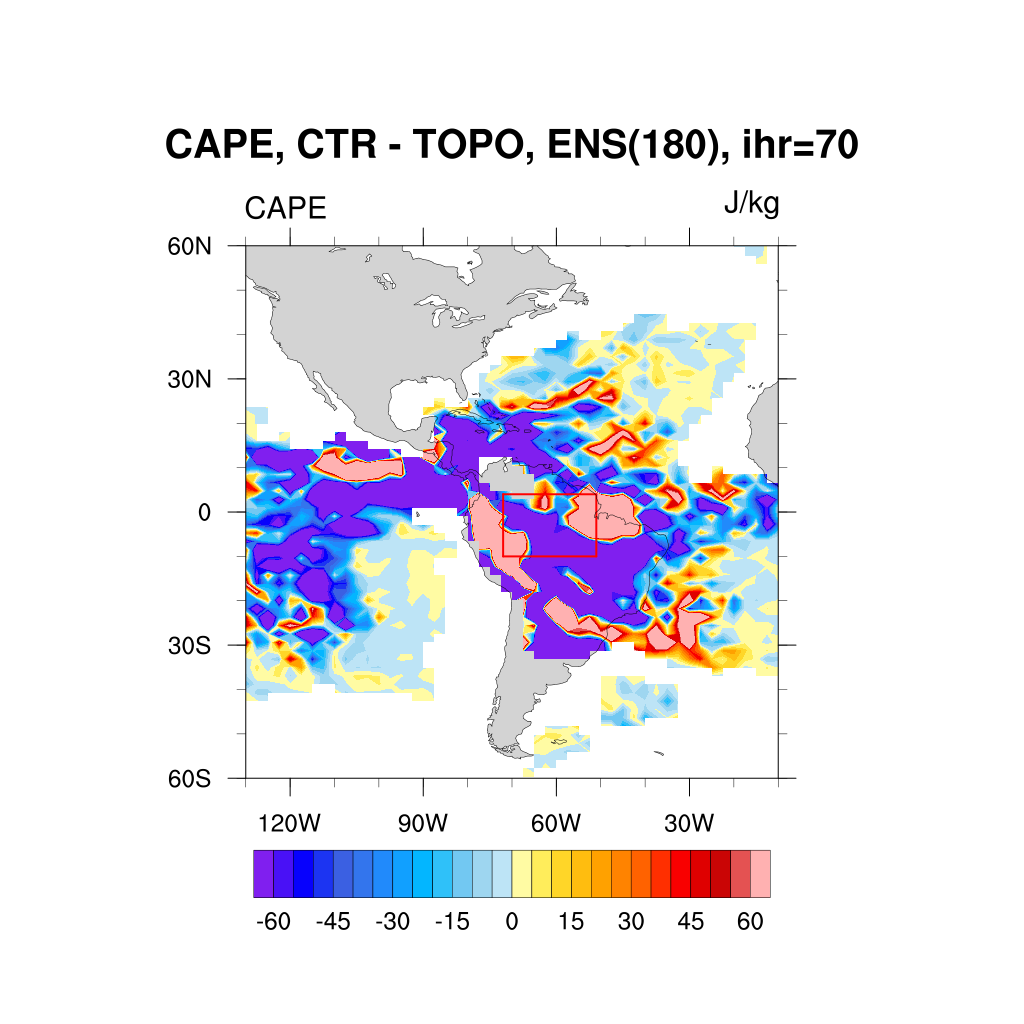 CAPE, CTR - TOPO, ENS(180), ihr=70
CAPE J/kg
60N
30N
0
30S
60S
120W 90W 60W 30W
-60 -45 -30 -15 0 15 30 45 60